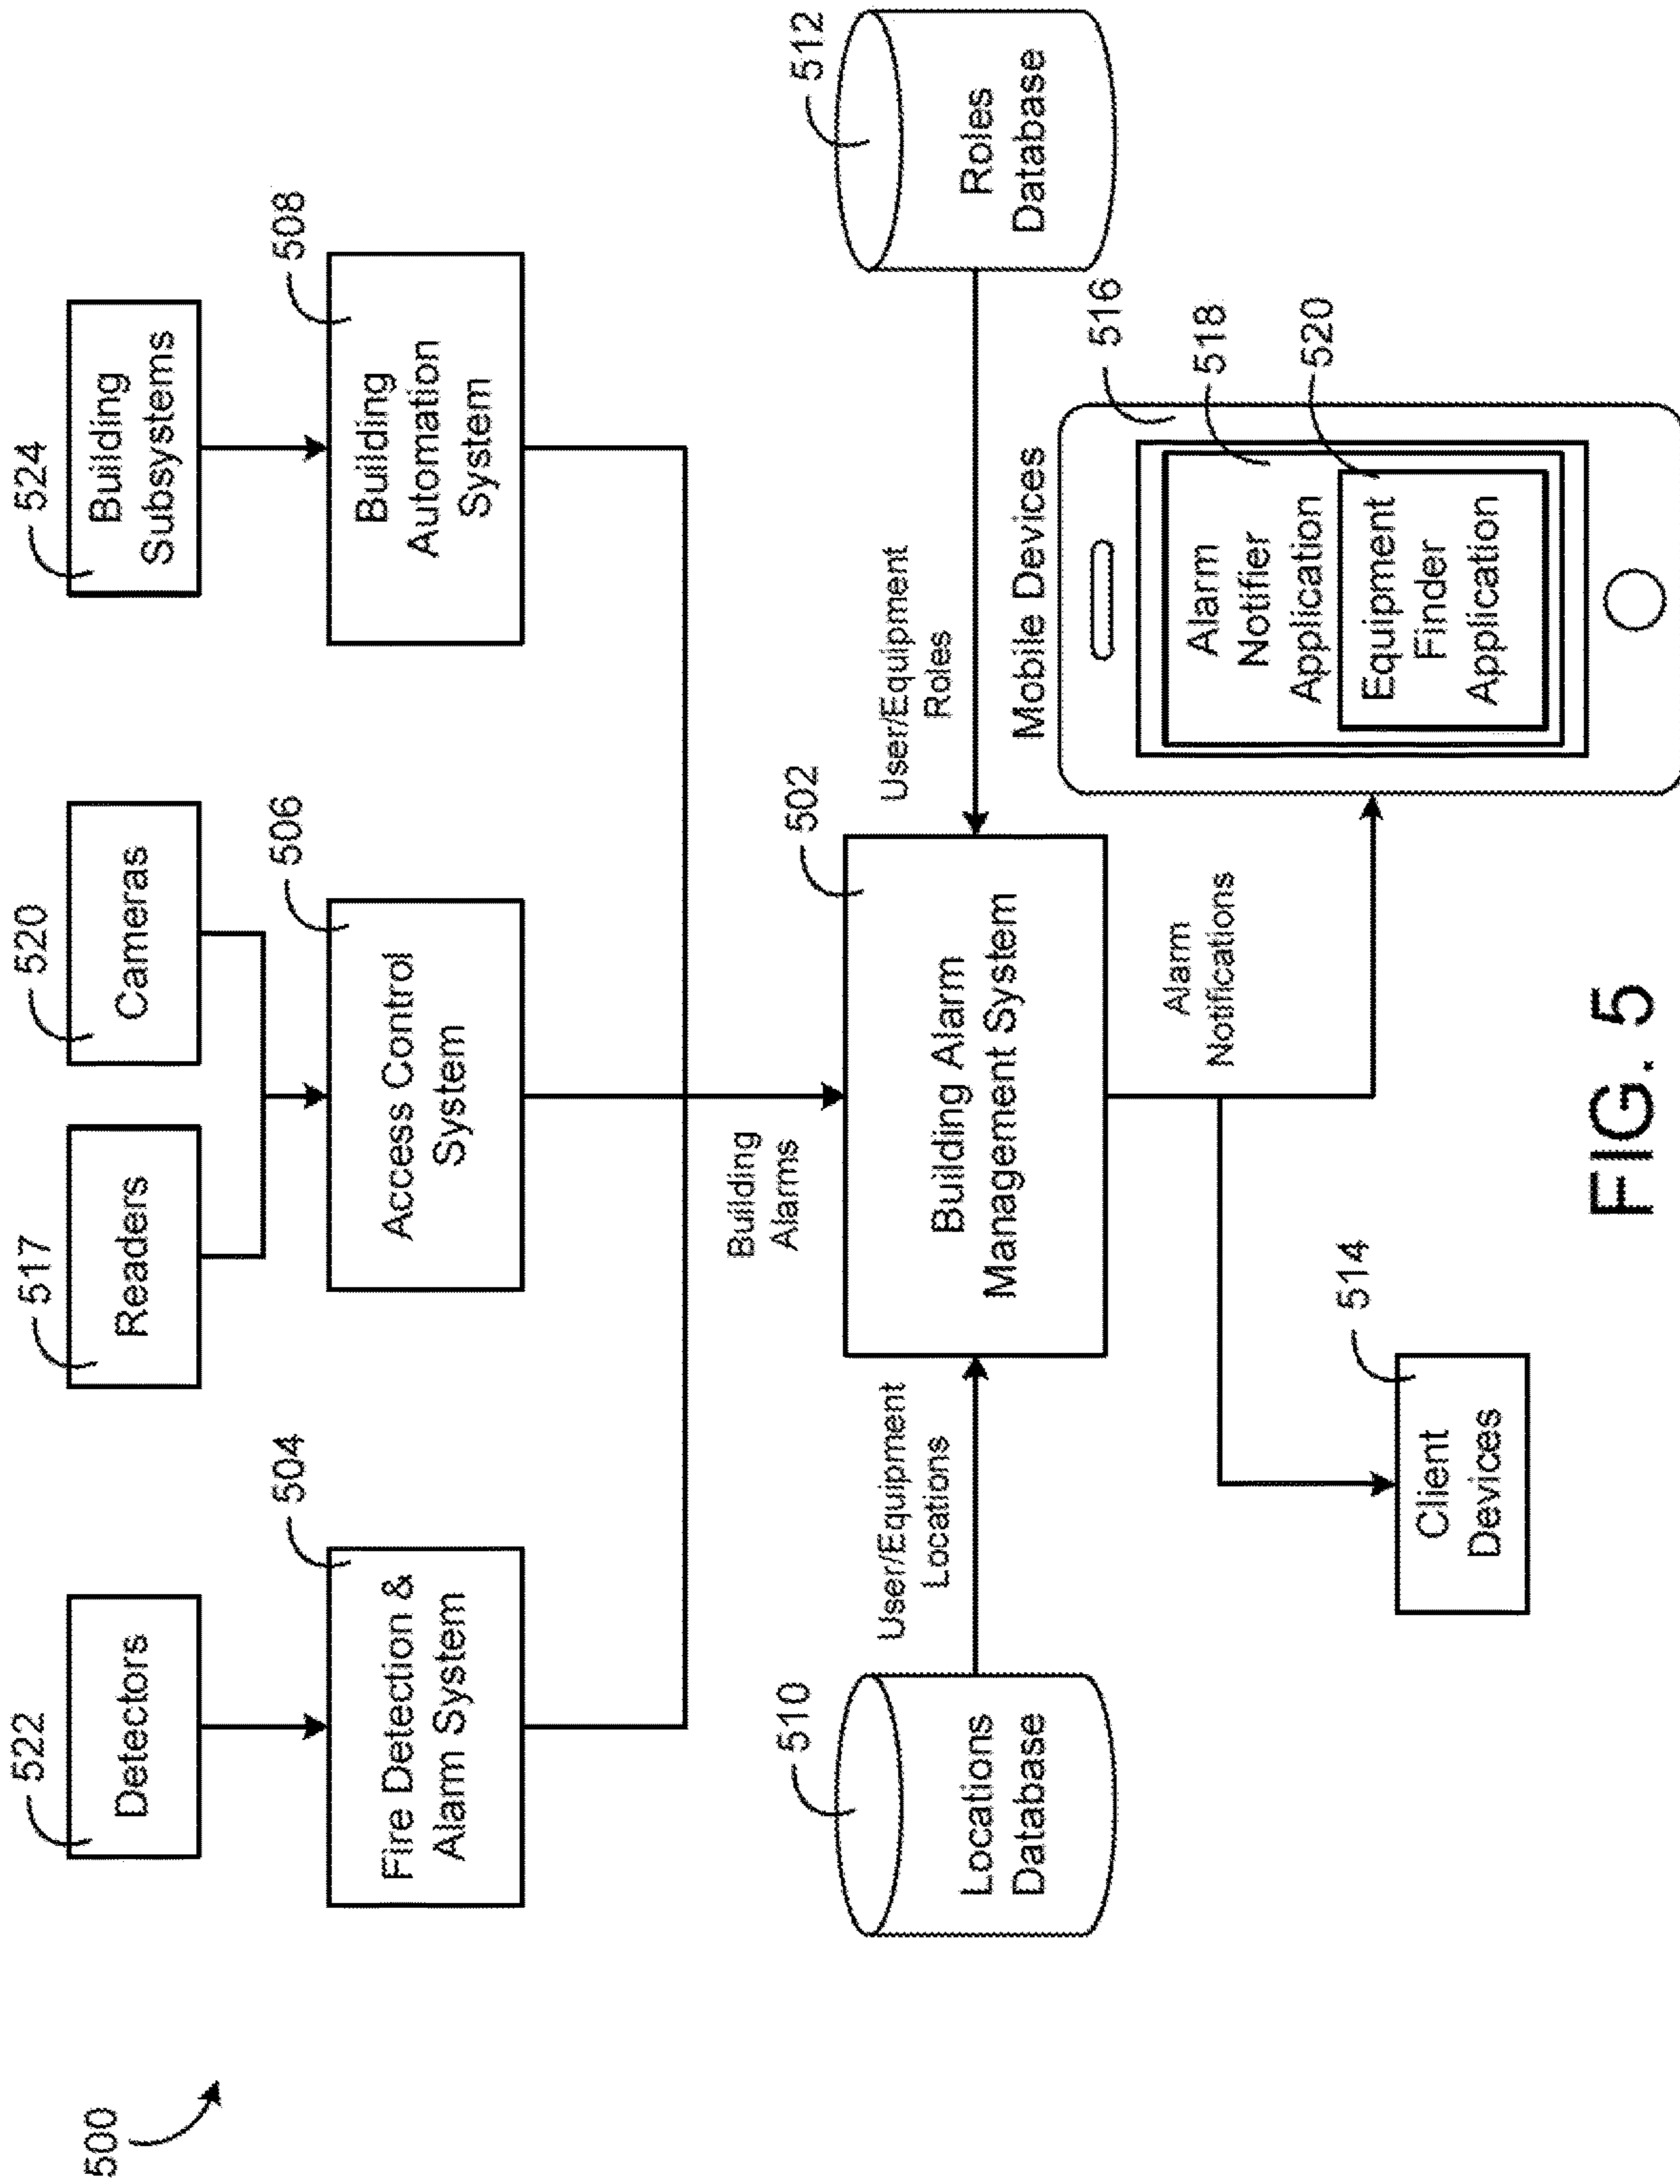 500
522
517
520
524
Detectors
Readers
Cameras
Building
Subsystems
504
506
508
Fire Detection &
Alarm System
Access Control
System
Building
Automation
System
Building
Alarms
510
502
512
Locations
Database
User/Equipment
Locations
Building Alarm
Management System
User/Equipment
Roles
Roles
Database
Alarm
Notifications
Mobile Devices
516
518
520
Alarm
Notifier
Application
Equipment
Finder
Application
514
Client
Devices
FIG. 5